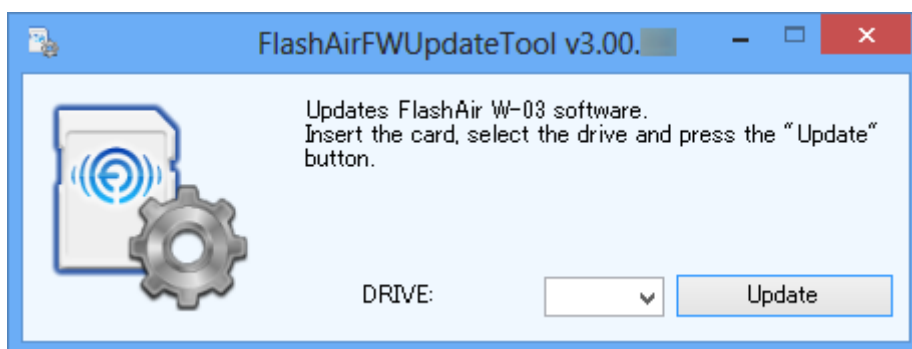 FlashAirFWUpdateTool v3.00.
Updates FlashAir W-03 software.
Insert the card, select the drive and press the "Update"
button.
DRIVE:
Update